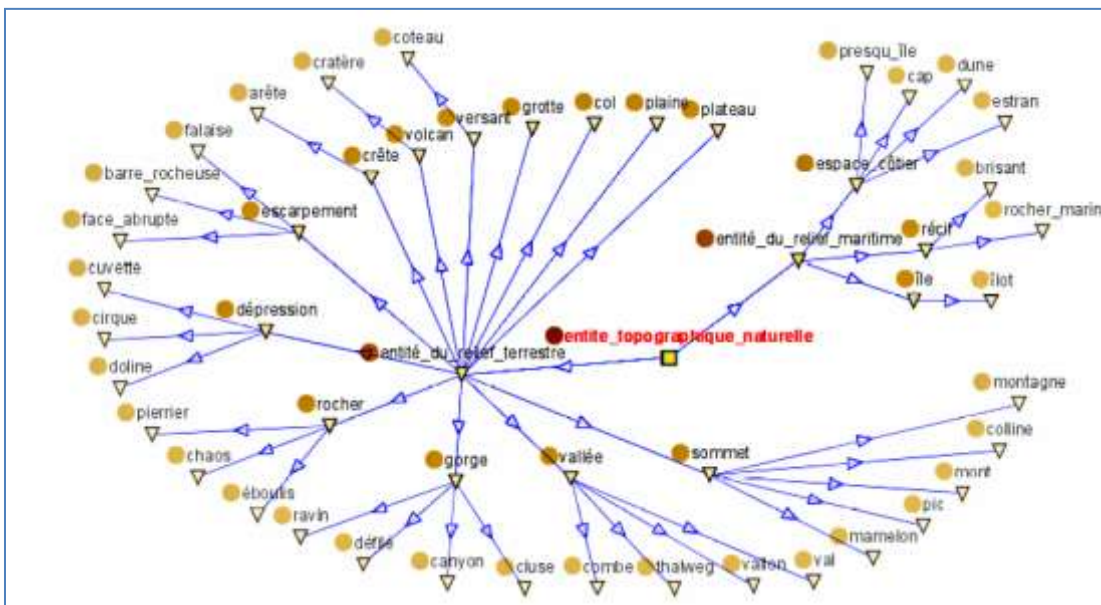 coteau
cratère
arête
falaise
barre_rocheuse
face_abrupte
cuvette
cirque
doline
pierrier
chaos
éboulis
ravin
défilé
canyon
cluse
combe
thalweg
vallon
val
mamelon
pic
mont
colline
montagne
versant
grotte
col
plaine
plateau
volcan
crête
escarpement
dépression
entité_du_relief_terrestre
rocher
gorge
vallée
sommet
entite_topographique_naturelle
entité_du_relief_maritime
presqu_île
cap
dune
estran
espace_côtier
brisant
rocher_marin
récif
île
îlot